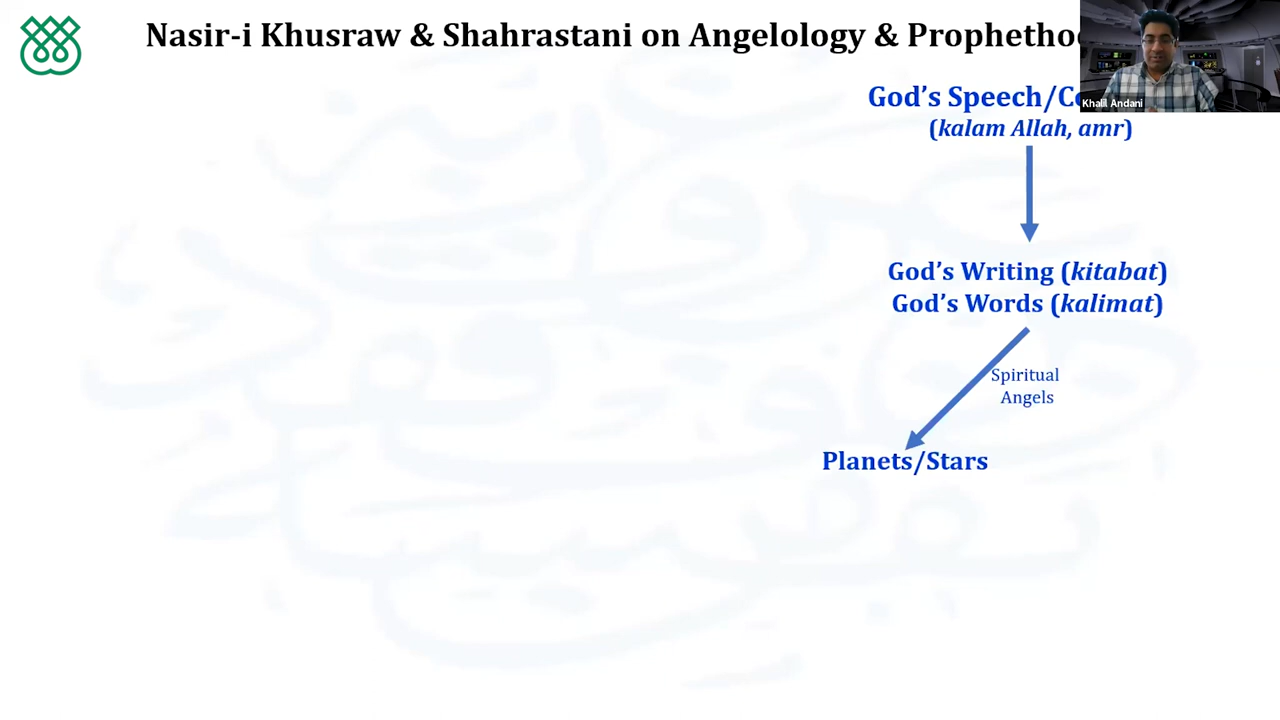 Nasir-i Khusraw & Shahrastani on Angelology &
God's Speech/
(kalam Allah, amr)
Khalil Andani
God's Writing (kitabat)
God's Words (kalimat)
Spiritual
Angels
Planets/Stars